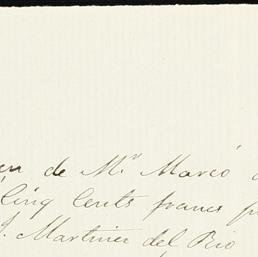 de Mr Marcó
Cinq Cents francs
J. Martinez del Rio